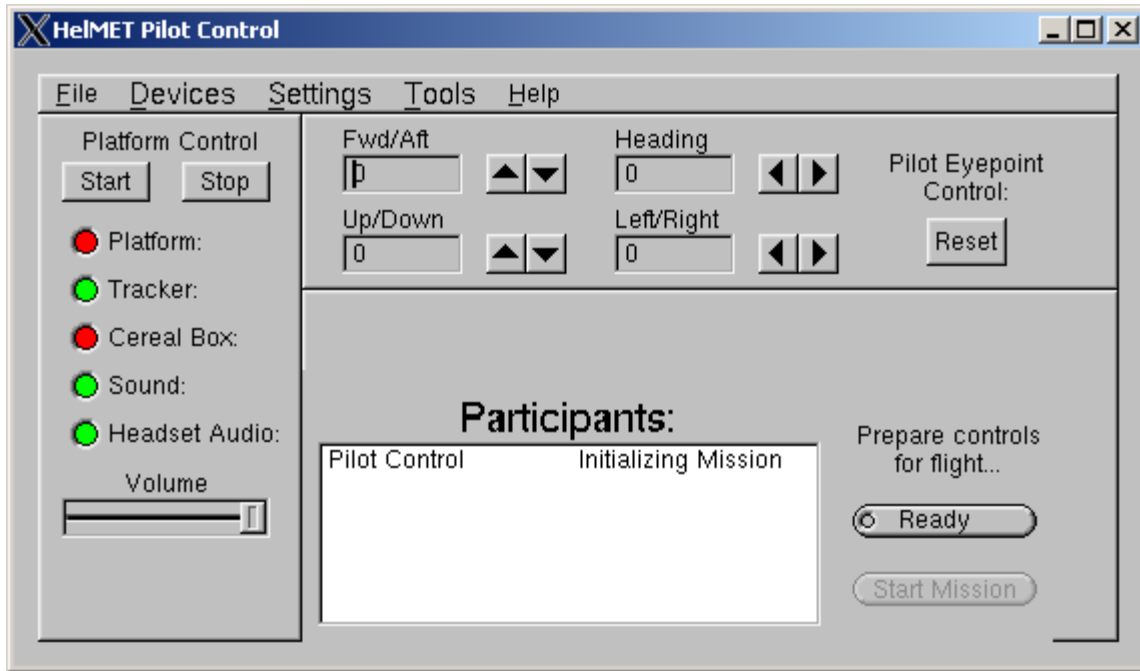 HelMET Pilot Control
File Devices Settings Tools Help
Platform Control
Start Stop
Platform:
Tracker:
Cereal Box:
Sound:
Headset Audio:
Volume
Fwd/Aft
0
Heading
0
Up/Down
0
Left/Right
0
Pilot Eyepoint
Control:
Reset
Participants:
Pilot Control Initializing Mission
Prepare controls
for flight...
Ready
Start Mission